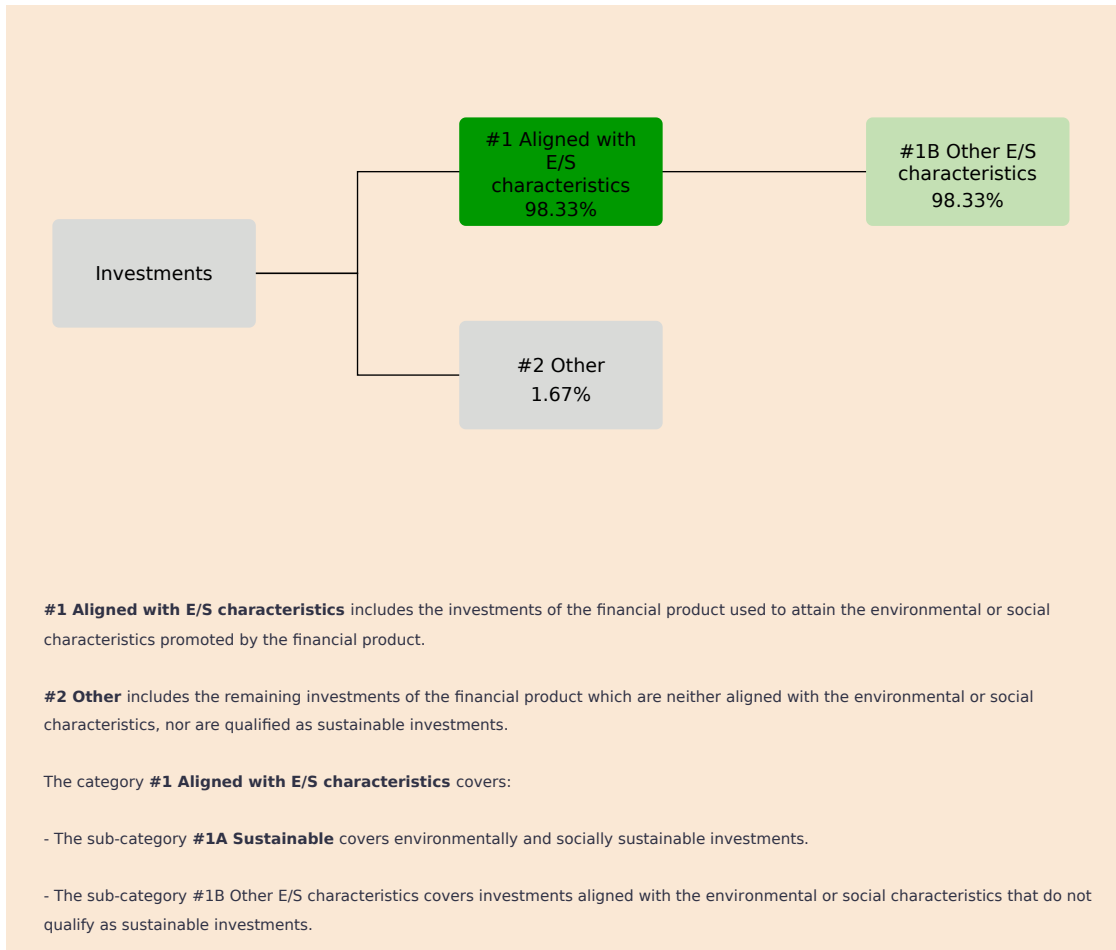 #1 Aligned with
E/S
characteristics
98.33%
#1B Other E/S
characteristics
98.33%
Investments
#2 Other
1.67%
#1 Aligned with E/S characteristics includes the investments of the financial product used to attain the environmental or social
characteristics promoted by the financial product.
#2 Other includes the remaining investments of the financial product which are neither aligned with the environmental or social
characteristics, nor are qualified as sustainable investments.
The category #1 Aligned with E/S characteristics covers:
- The sub-category #1A Sustainable covers environmentally and socially sustainable investments.
- The sub-category #1B Other E/S characteristics covers investments aligned with the environmental or social characteristics that do not
qualify as sustainable investments.